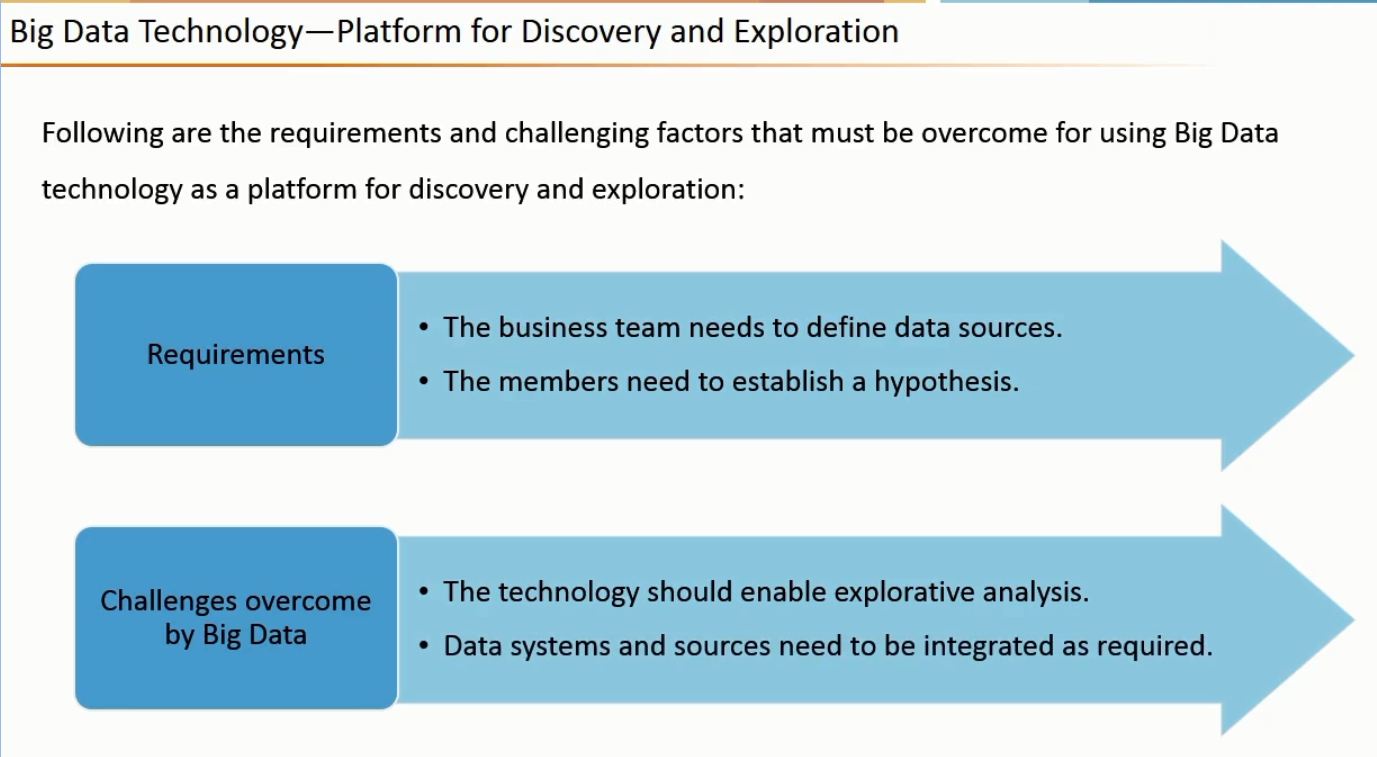 Big Data Technology—Platform for Discovery and Exploration
Following are the requirements and challenging factors that must be overcome for using Big Data
technology as a platform for discovery and exploration:
Requirements
• The business team needs to define data sources.
• The members need to establish a hypothesis.
Challenges overcome
by Big Data
• The technology should enable explorative analysis.
• Data systems and sources need to be integrated as required.